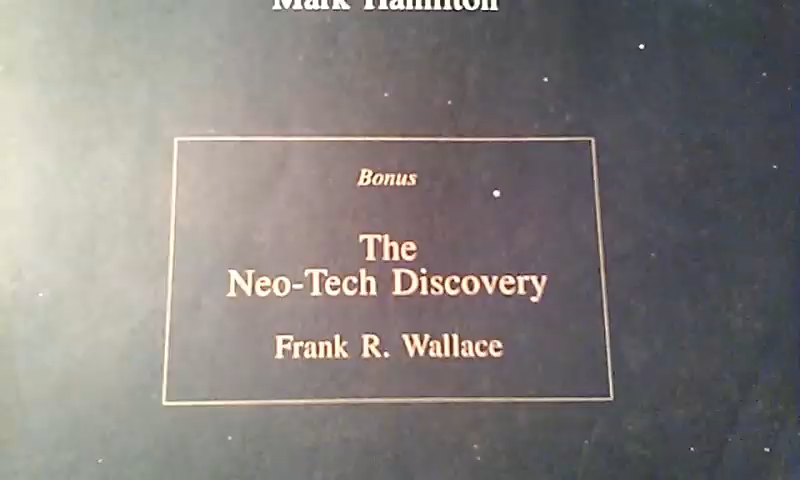 Mark Hamilton
Bonus
The
Neo-Tech Discovery
Frank R. Wallace